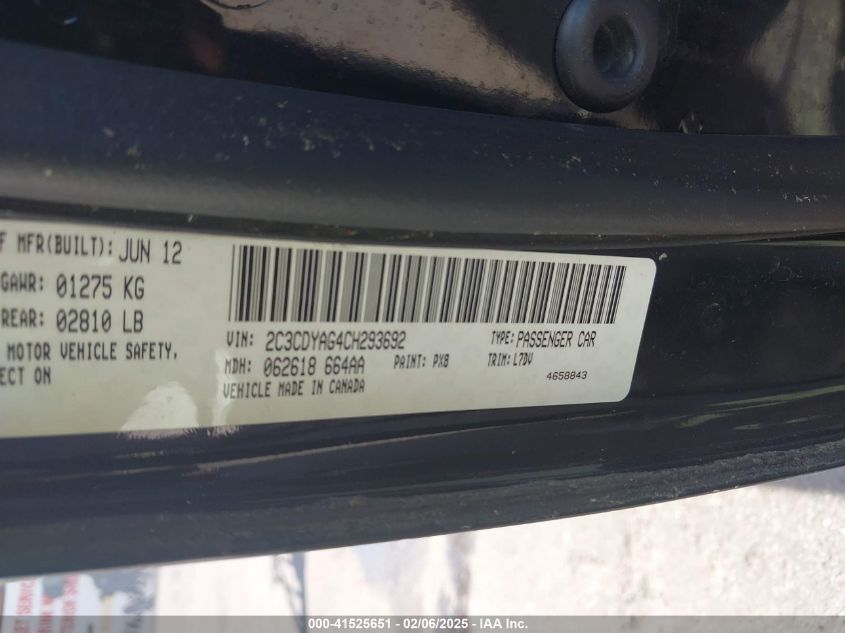 F MFR(BUILT): JUN 12
GAWR: 01275 KG
REAR: 02810 LB
MOTOR VEHICLE SAFETY,
ECT ON
VIN: 2C3CDYAG4CH293692 TYPE: PASSENGER CAR
MDH: 062618 664AA PAINT: PX8 TRIM: L7DV
VEHICLE MADE IN CANADA 4658843
000-41525651 - 02/06/2025 - IAA Inc.